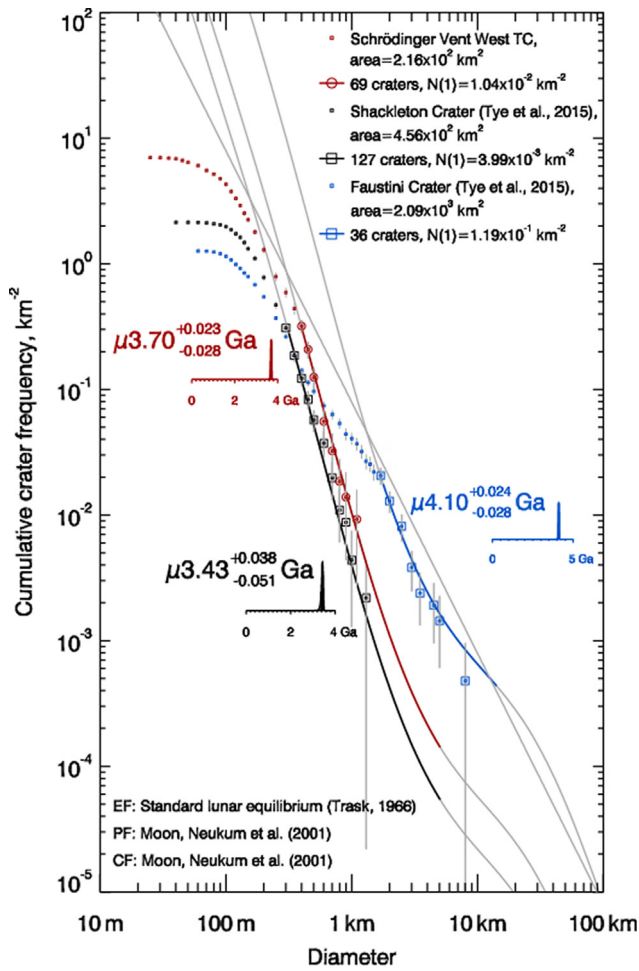 Cumulative crater frequency, km⁻²
10²
10¹
10⁰
10⁻¹
10⁻²
10⁻³
10⁻⁴
10⁻⁵
Schrödinger Vent West TC,
area=2.16x10² km²
69 craters, N(1)=1.04x10⁻² km⁻²
Shackleton Crater (Tye et al., 2015),
area=4.56x10² km²
127 craters, N(1)=3.99x10⁻³ km⁻²
Faustini Crater (Tye et al., 2015),
area=2.09x10³ km²
36 craters, N(1)=1.19x10⁻¹ km⁻²
μ3.70 +0.023 -0.028 Ga
0 2 4 Ga
μ4.10 +0.024 -0.028 Ga
0 5 Ga
μ3.43 +0.038 -0.051 Ga
0 2 4 Ga
EF: Standard lunar equilibrium (Trask, 1966)
PF: Moon, Neukum et al. (2001)
CF: Moon, Neukum et al. (2001)
10 m 100 m 1 km 10 km 100 km
Diameter